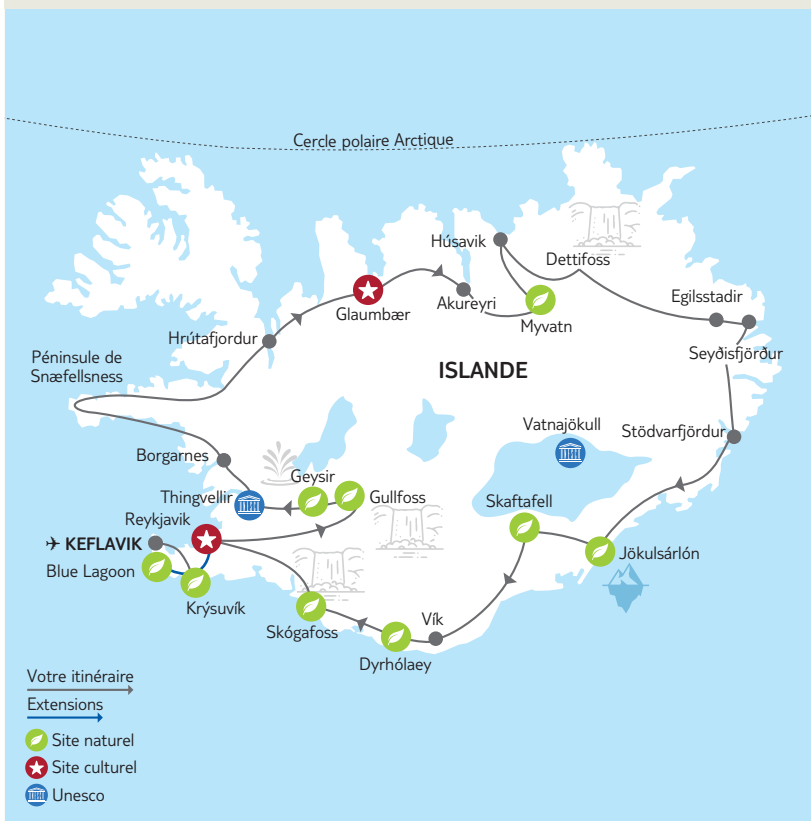 Cercle polaire Arctique
Húsavik
Dettifoss
Glaumbær
Akureyri
Myvatn
Egilsstadir
Seyðisfjörður
Hrútafjordur
Péninsule de
Snæfellsness
ISLANDE
Vatnajökull
Stödvarfjördur
Borgarnes
Geysir
Thingvellir
Gullfoss
Skaftafell
Reykjavik
KEFLAVIK
Jökulsárlón
Blue Lagoon
Krýsuvík
Skógafoss
Vík
Dyrhólaey
Votre itinéraire
Extensions
Site naturel
Site culturel
Unesco